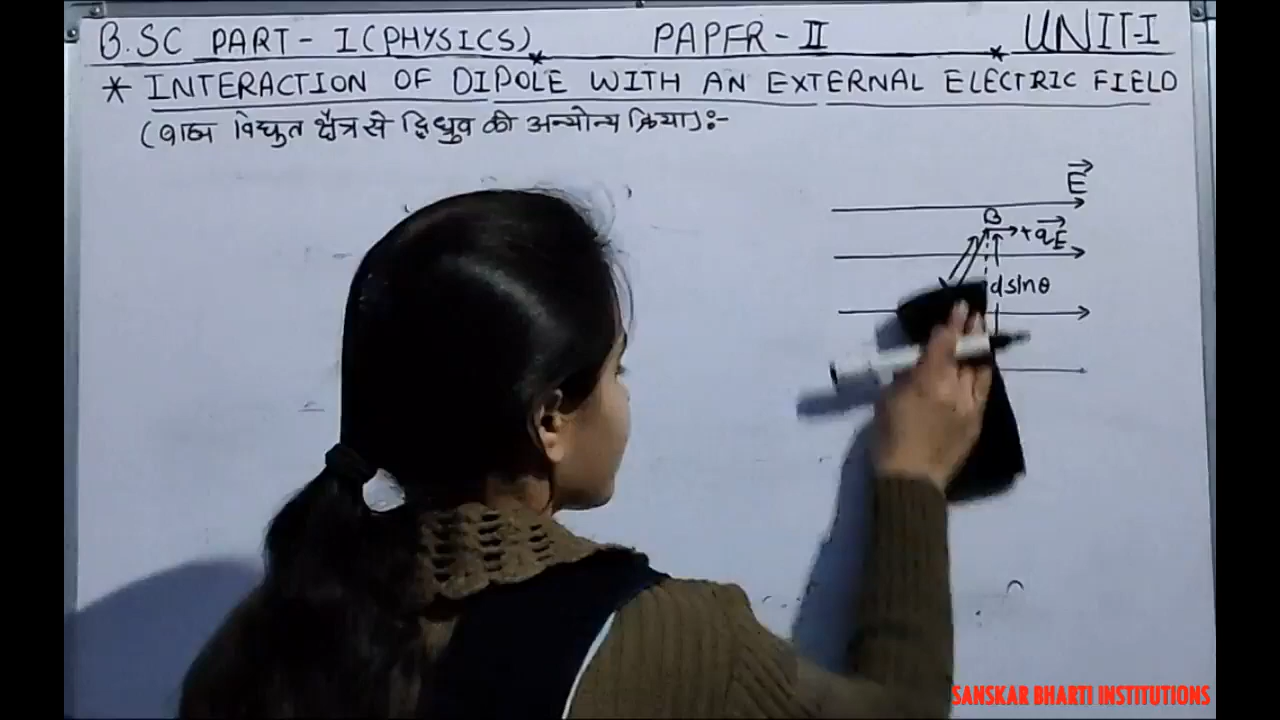 B.SC PART - I (PHYSICS) PAPER - II UNIT-I
* INTERACTION OF DIPOLE WITH AN EXTERNAL ELECTRIC FIELD
(बाह्य विद्युत क्षेत्र से द्विध्रुव की अन्योन्य क्रिया) :-
E
B
+qE
dsinθ
SANSKAR BHARTI INSTITUTIONS